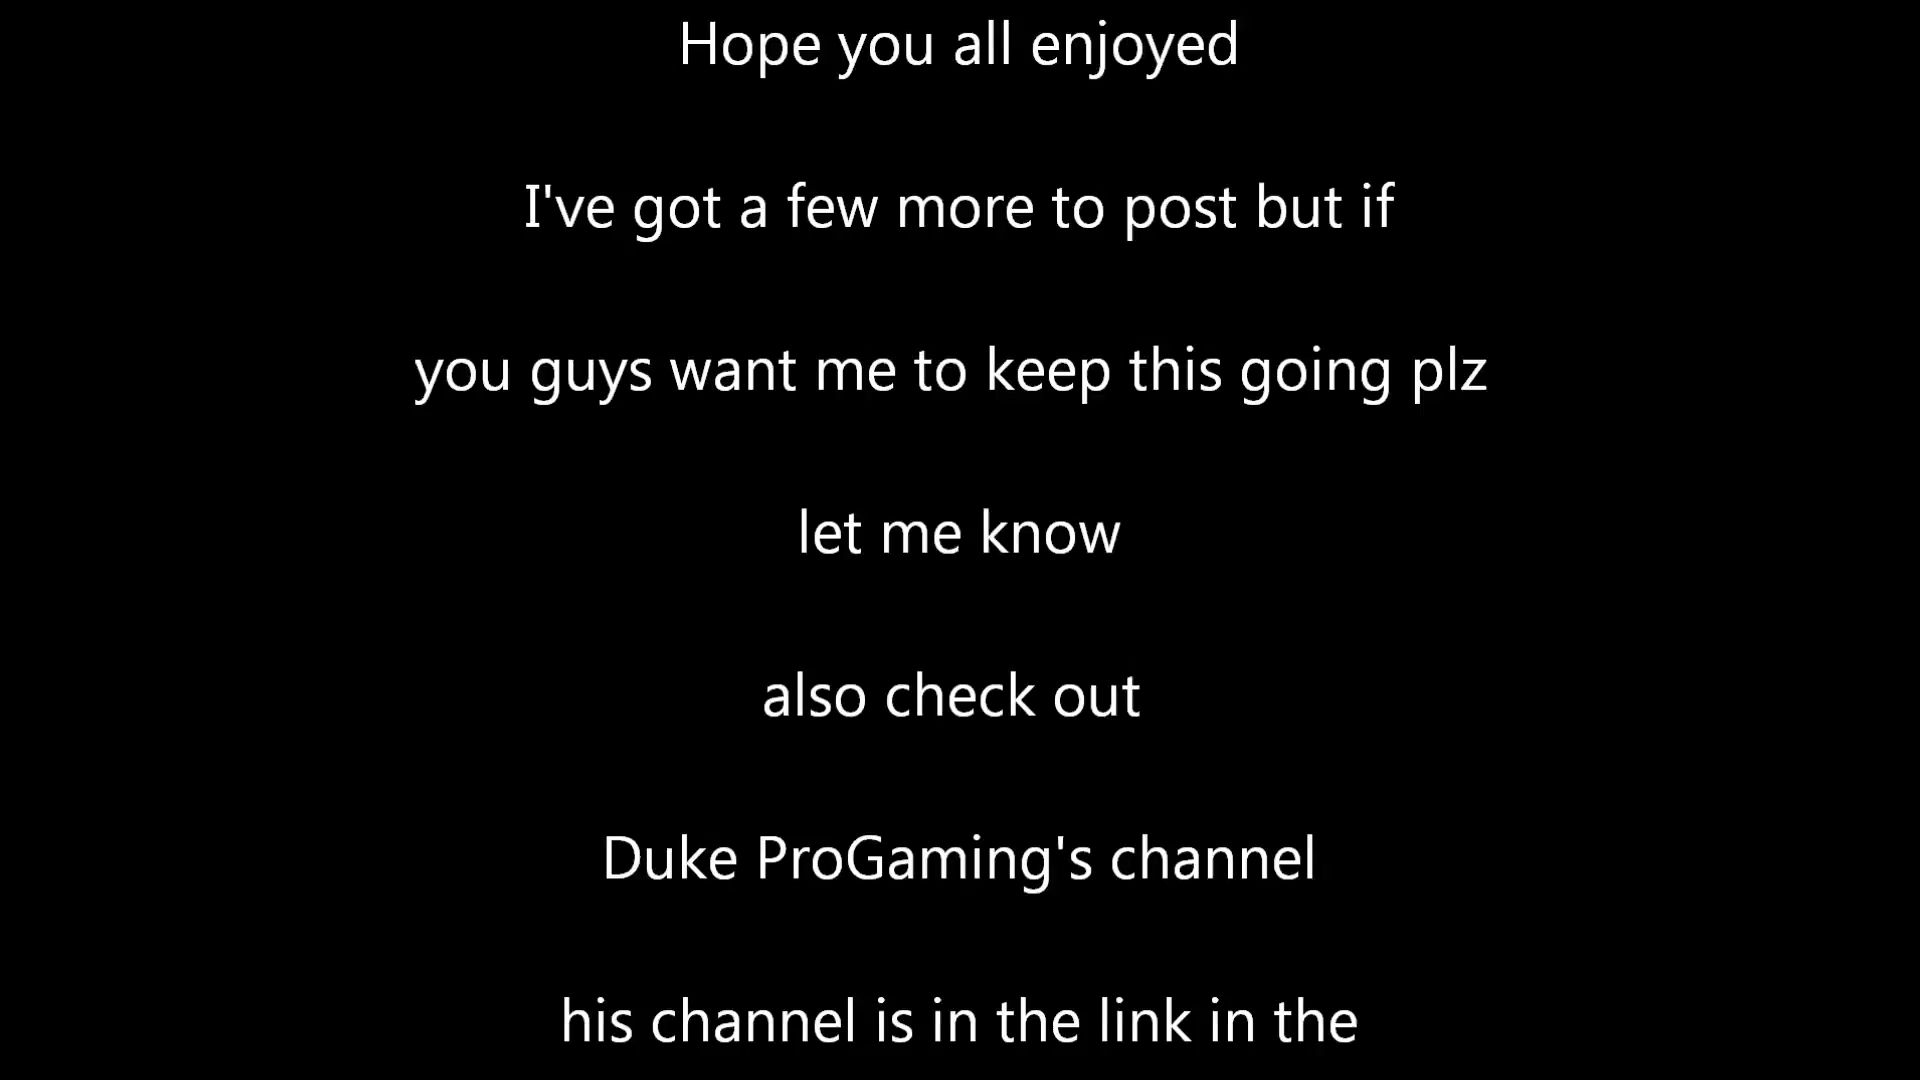 Hope you all enjoyed
I've got a few more to post but if
you guys want me to keep this going plz
let me know
also check out
Duke ProGaming's channel
his channel is in the link in the